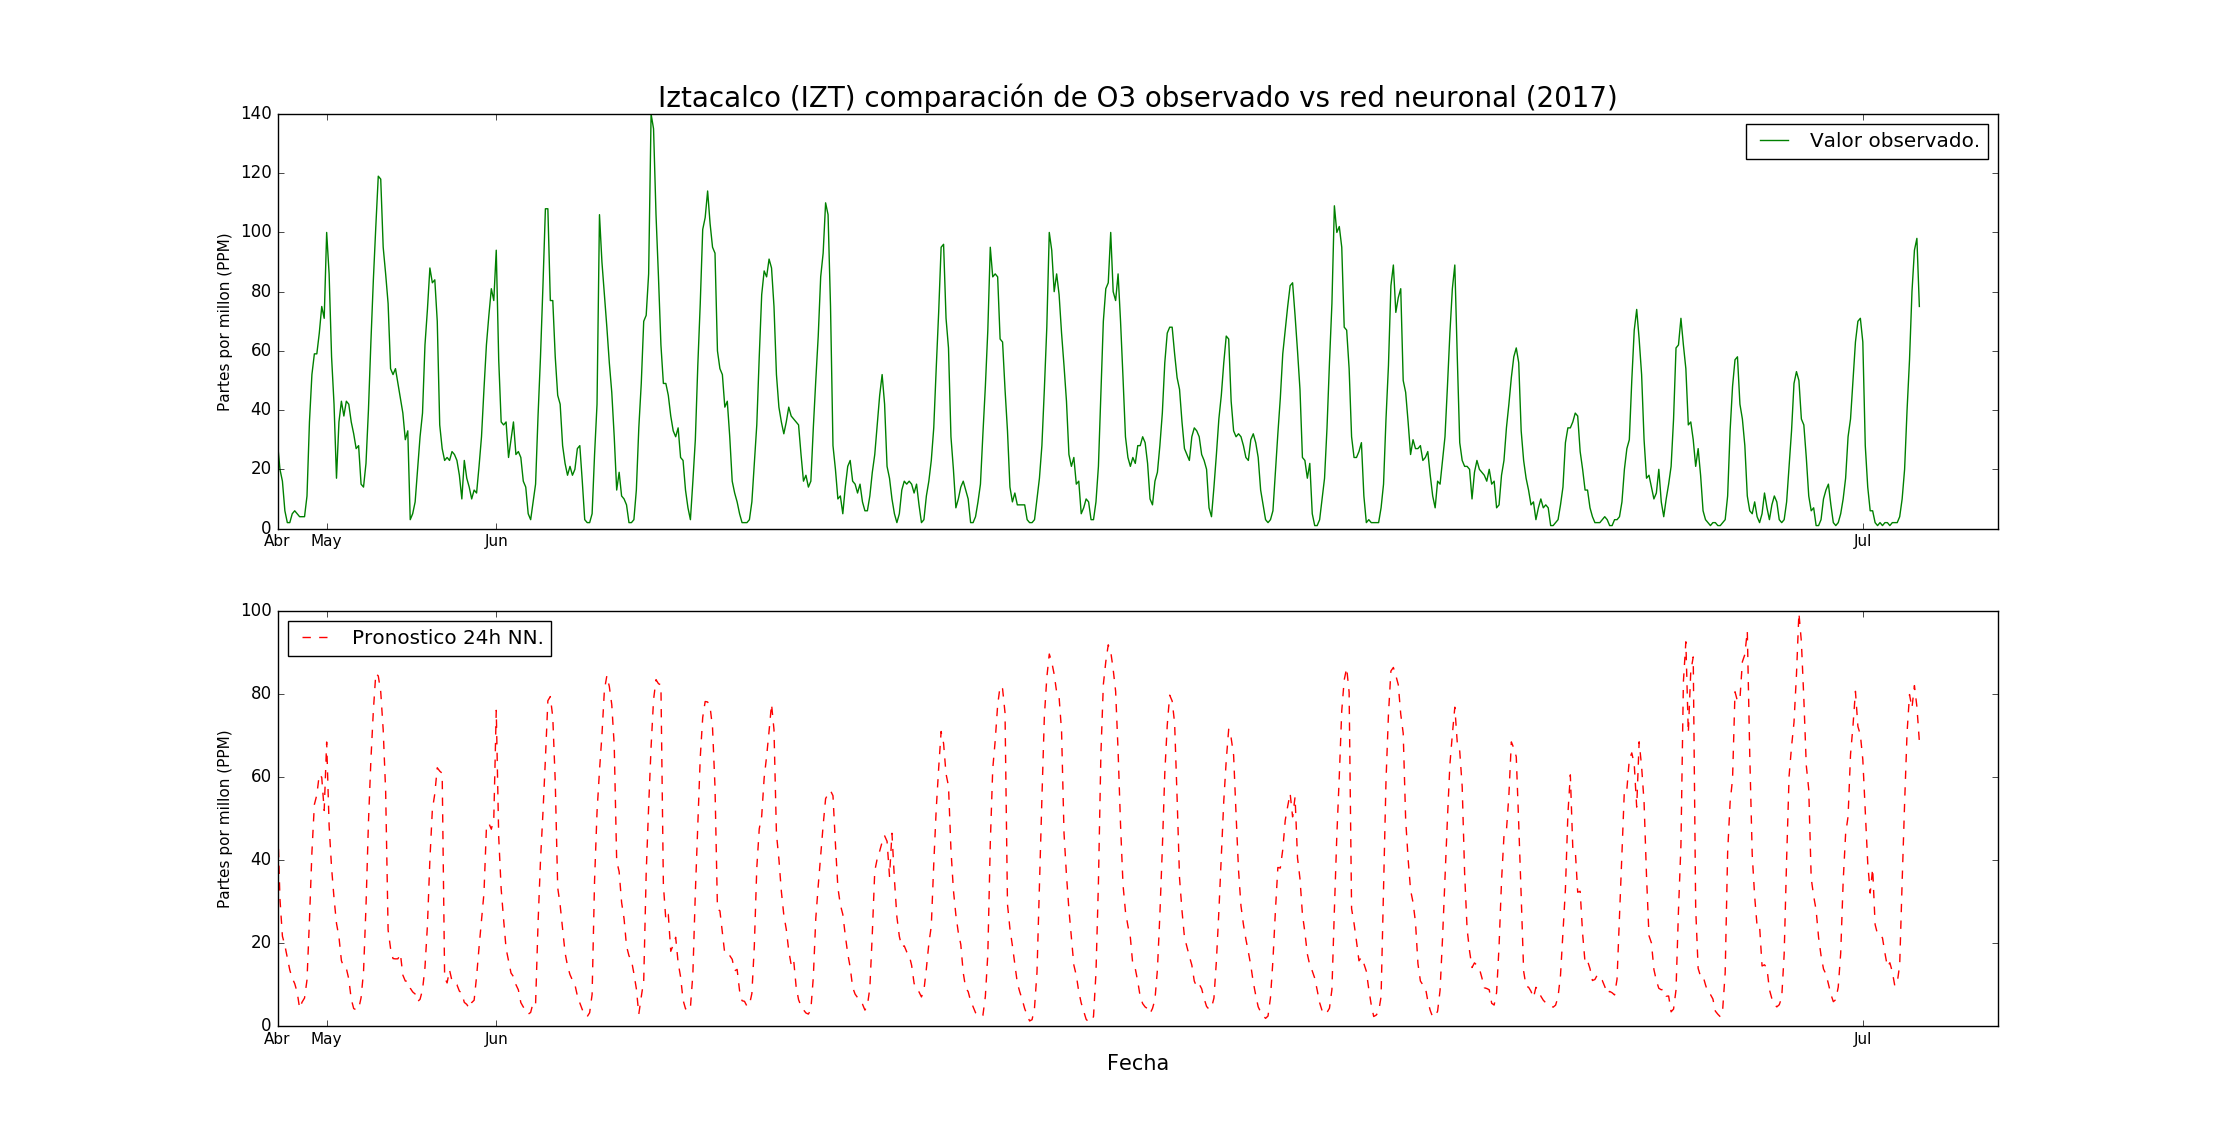 Iztacalco (IZT) comparación de O3 observado vs red neuronal (2017)
140
120
100
80
60
40
20
0
Partes por millon (PPM)
Valor observado.
Abr May Jun Jul
100
80
60
40
20
0
Partes por millon (PPM)
Pronostico 24h NN.
Abr May Jun Jul
Fecha